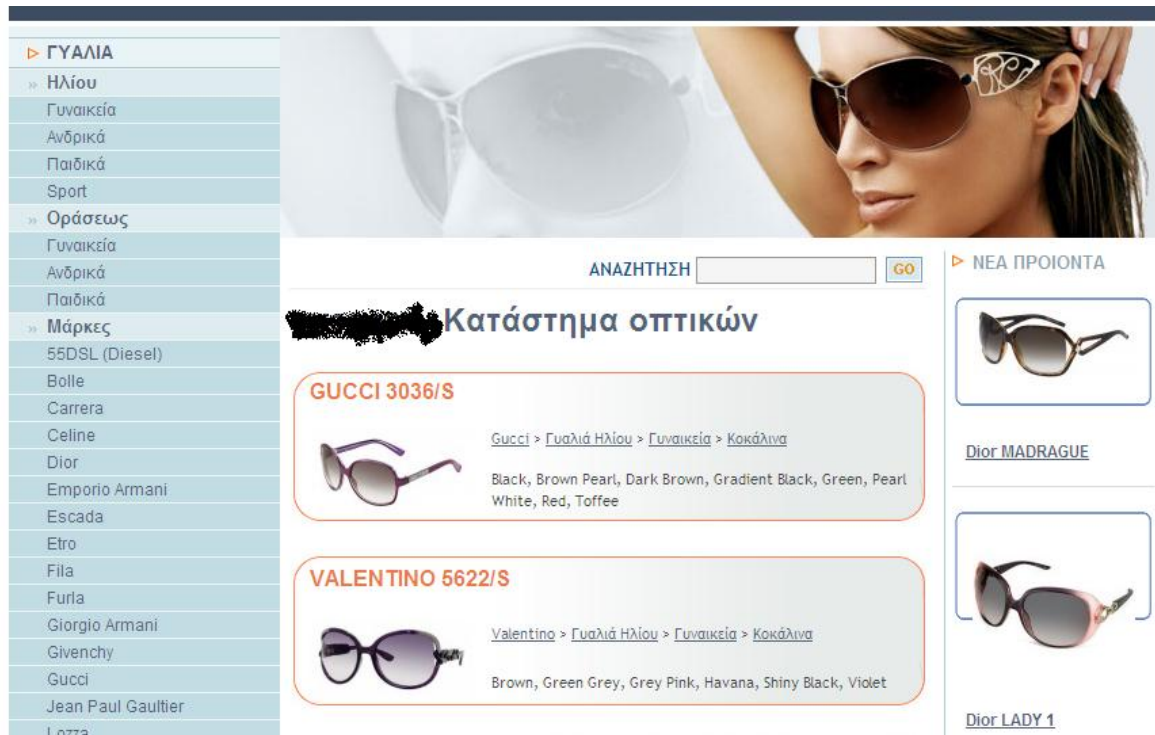 ΓΥΑΛΙΑ
» Ηλίου
Γυναικεία
Ανδρικά
Παιδικά
Sport
» Οράσεως
Γυναικεία
Ανδρικά
Παιδικά
» Μάρκες
55DSL (Diesel)
Bolle
Carrera
Celine
Dior
Emporio Armani
Escada
Etro
Fila
Furla
Giorgio Armani
Givenchy
Gucci
Jean Paul Gaultier
Lozza
ΑΝΑΖΗΤΗΣΗ GO
Κατάστημα οπτικών
GUCCI 3036/S
Gucci > Γυαλιά Ηλίου > Γυναικεία > Κοκάλινα
Black, Brown Pearl, Dark Brown, Gradient Black, Green, Pearl
White, Red, Toffee
VALENTINO 5622/S
Valentino > Γυαλιά Ηλίου > Γυναικεία > Κοκάλινα
Brown, Green Grey, Grey Pink, Havana, Shiny Black, Violet
ΝΕΑ ΠΡΟΙΟΝΤΑ
Dior MADRAGUE
Dior LADY 1